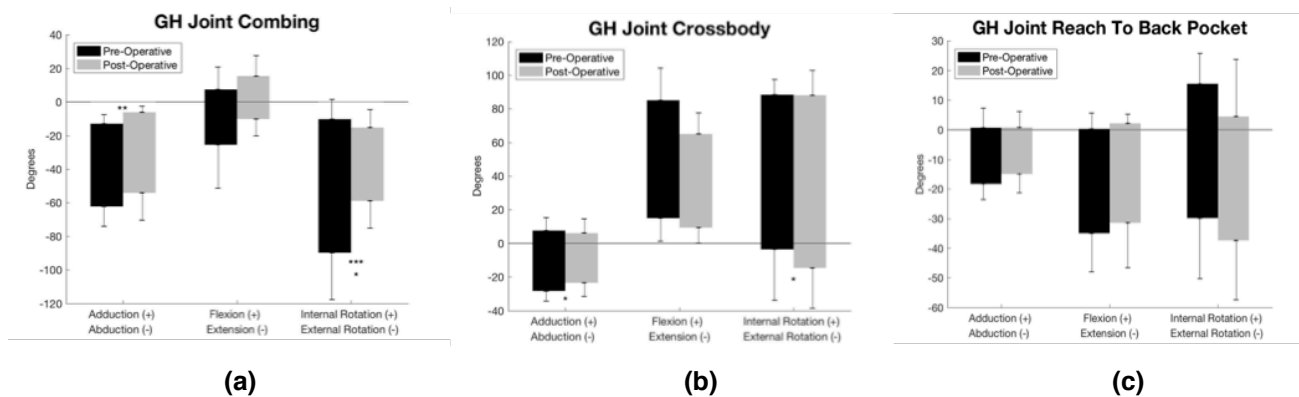 GH Joint Combing
40
20
0
-20
-40
-60
-80
-100
-120
Degrees
Pre-Operative
Post-Operative
**
***
*
Adduction (+)
Abduction (-)
Flexion (+)
Extension (-)
Internal Rotation (+)
External Rotation (-)
(a)
GH Joint Crossbody
120
100
80
60
40
20
0
-20
-40
Degrees
Pre-Operative
Post-Operative
*
*
Adduction (+)
Abduction (-)
Flexion (+)
Extension (-)
Internal Rotation (+)
External Rotation (-)
(b)
GH Joint Reach To Back Pocket
30
20
10
0
-10
-20
-30
-40
-50
-60
Degrees
Pre-Operative
Post-Operative
Adduction (+)
Abduction (-)
Flexion (+)
Extension (-)
Internal Rotation (+)
External Rotation (-)
(c)